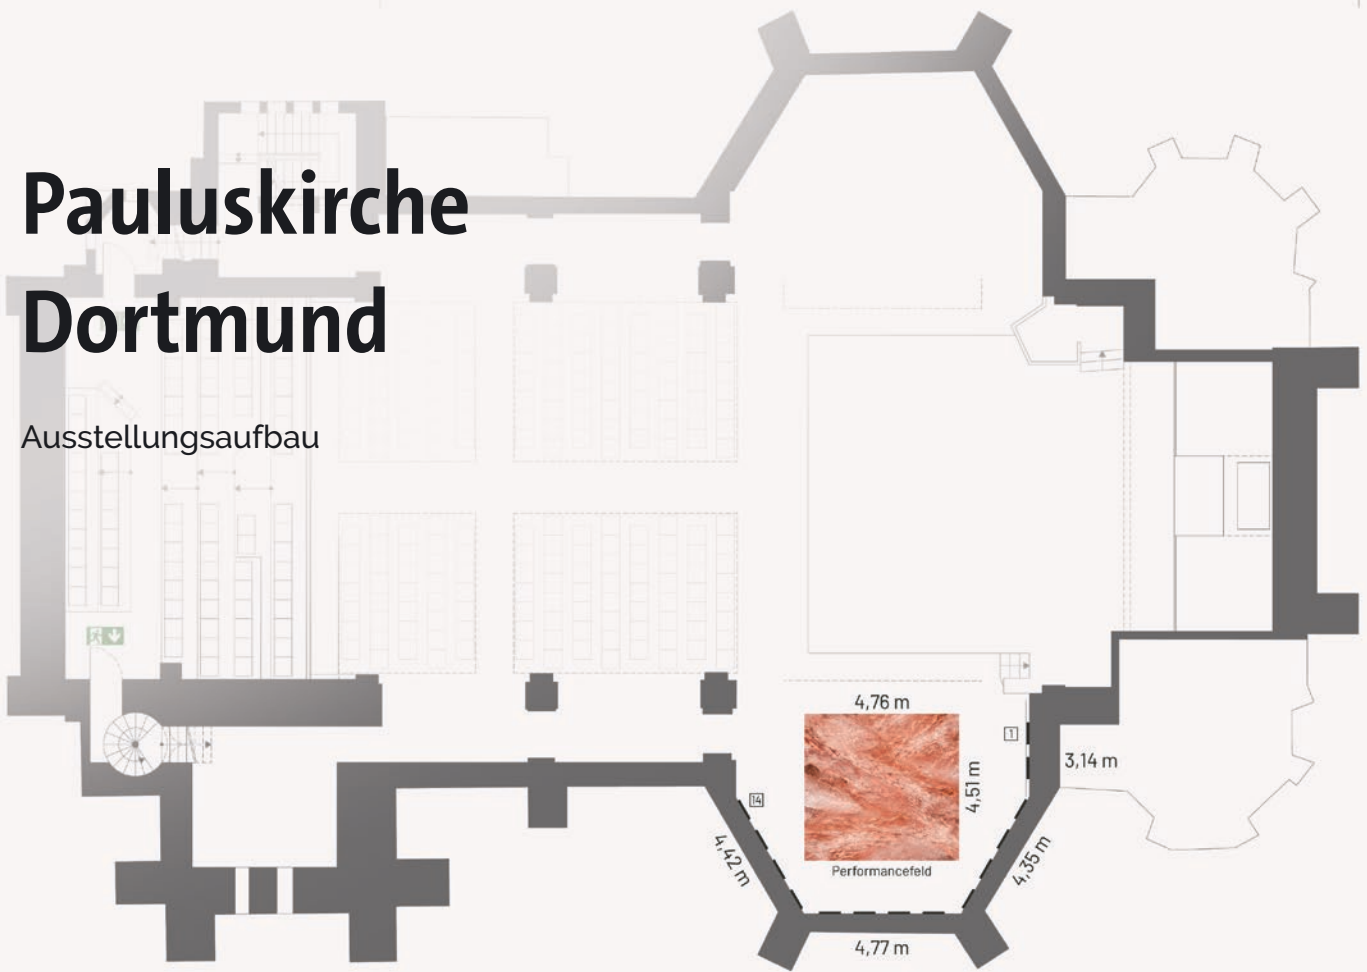 Pauluskirche
Dortmund
Ausstellungsaufbau
4,76 m
1
3,14 m
4,51 m
14
4,42 m
4,35 m
Performancefeld
4,77 m